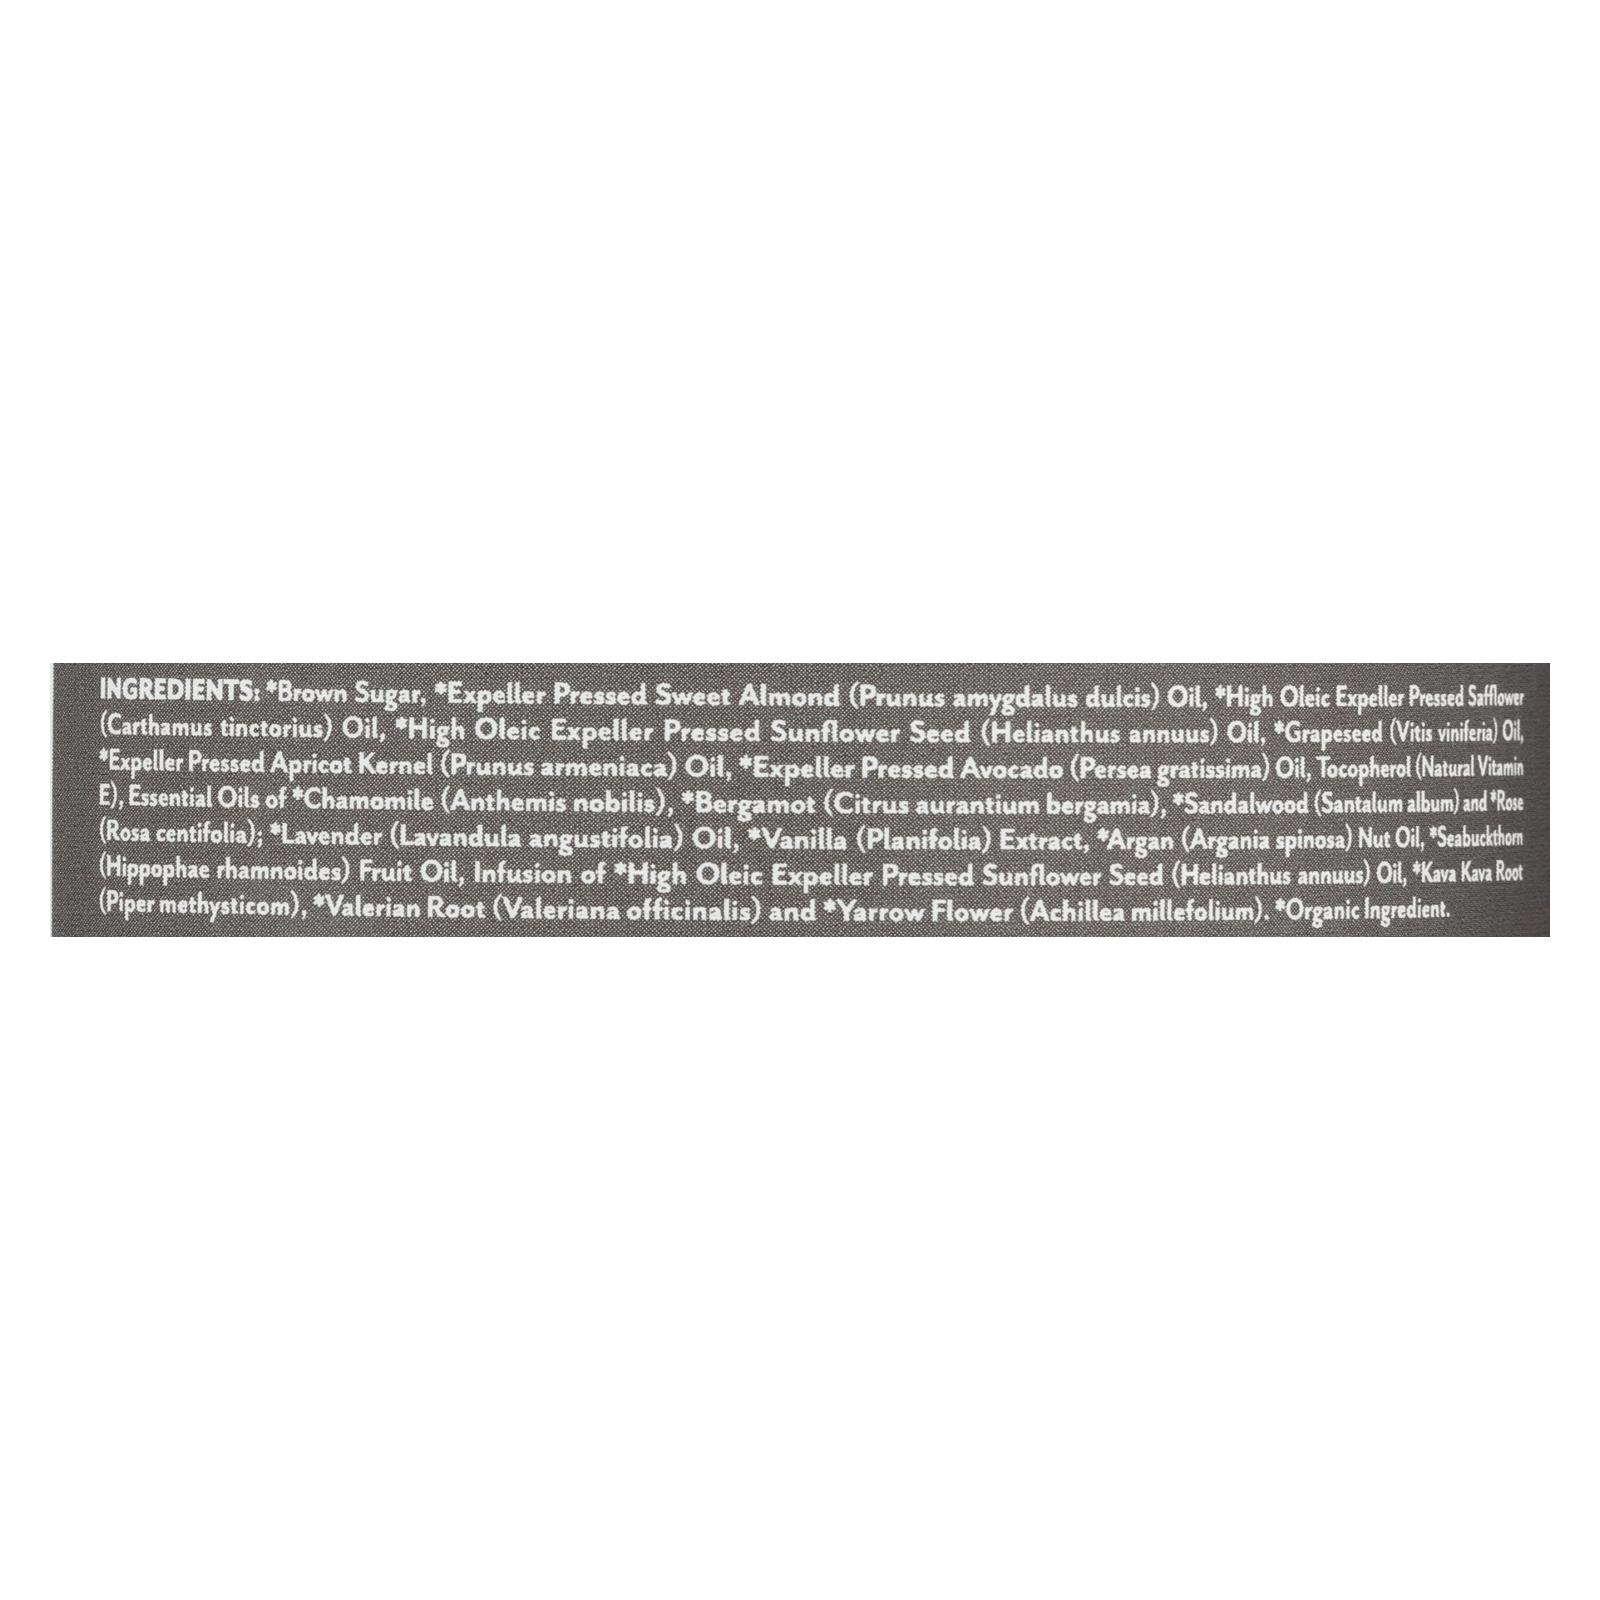 INGREDIENTS: *Brown Sugar, *Expeller Pressed Sweet Almond (Prunus amygdalus dulcis) Oil, *High Oleic Expeller Pressed Safflower
(Carthamus tinctorius) Oil, *High Oleic Expeller Pressed Sunflower Seed (Helianthus annuus) Oil, *Grapeseed (Vitis viniferia) Oil,
*Expeller Pressed Apricot Kernel (Prunus armeniaca) Oil, *Expeller Pressed Avocado (Persea gratissima) Oil, Tocopherol (Natural Vitamin
E), Essential Oils of *Chamomile (Anthemis nobilis), *Bergamot (Citrus aurantium bergamia), *Sandalwood (Santalum album) and *Rose
(Rosa centifolia); *Lavender (Lavandula angustifolia) Oil, *Vanilla (Planifolia) Extract, *Argan (Argania spinosa) Nut Oil, *Seabuckthorn
(Hippophae rhamnoides) Fruit Oil, Infusion of *High Oleic Expeller Pressed Sunflower Seed (Helianthus annuus) Oil, *Kava Kava Root
(Piper methysticom), *Valerian Root (Valeriana officinalis) and *Yarrow Flower (Achillea millefolium). *Organic Ingredient.